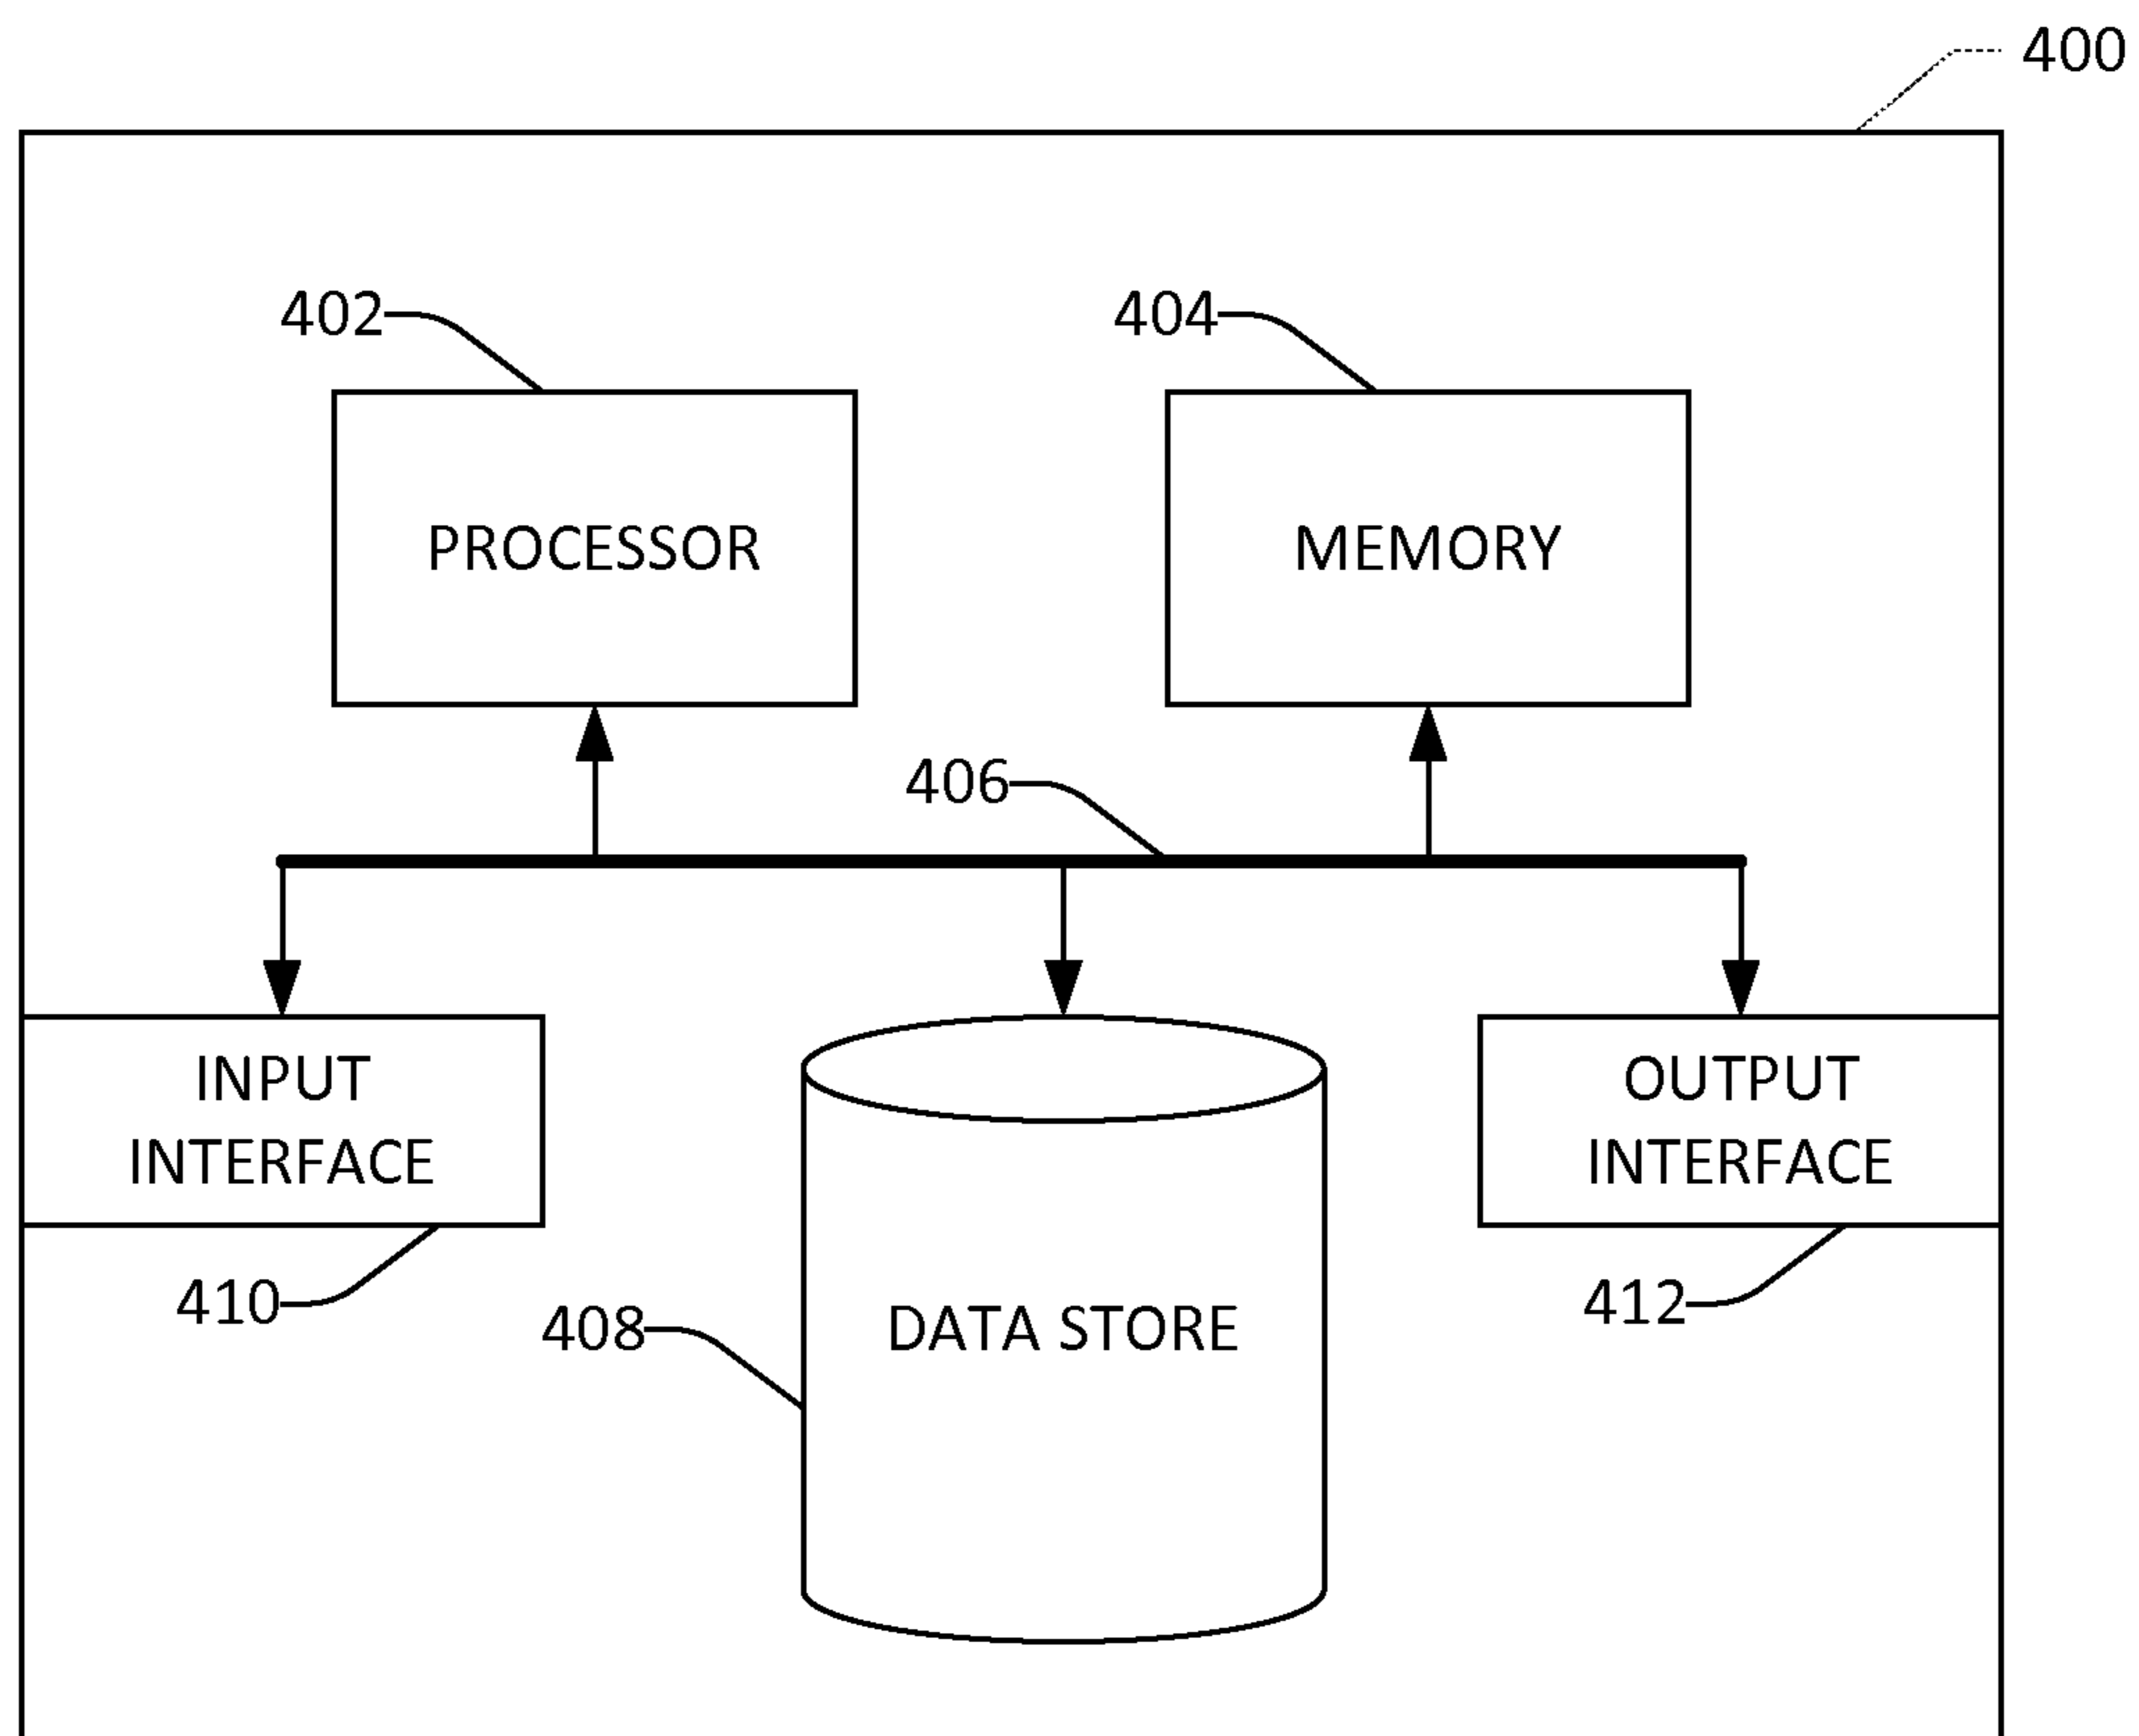 400
402
404
PROCESSOR
MEMORY
406
INPUT
INTERFACE
OUTPUT
INTERFACE
410
408
DATA STORE
412